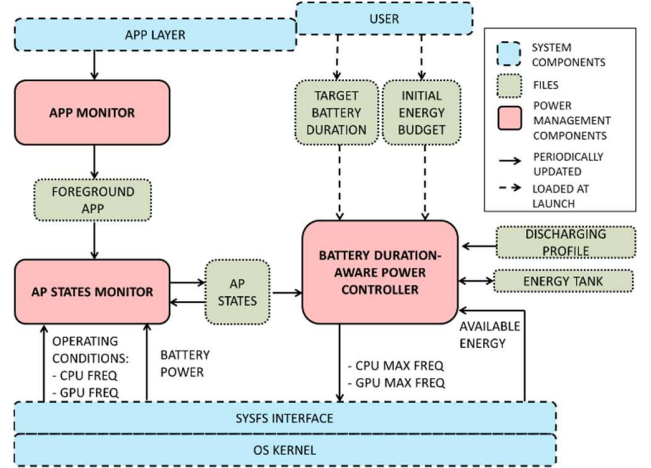 APP LAYER
USER
APP MONITOR
TARGET
BATTERY
DURATION
INITIAL
ENERGY
BUDGET
SYSTEM
COMPONENTS
FILES
POWER
MANAGEMENT
COMPONENTS
PERIODICALLY
UPDATED
LOADED AT
LAUNCH
FOREGROUND
APP
AP STATES MONITOR
AP
STATES
BATTERY DURATION-
AWARE POWER
CONTROLLER
DISCHARGING
PROFILE
ENERGY TANK
AVAILABLE
ENERGY
OPERATING
CONDITIONS:
- CPU FREQ
- GPU FREQ
BATTERY
POWER
- CPU MAX FREQ
- GPU MAX FREQ
SYSFS INTERFACE
OS KERNEL